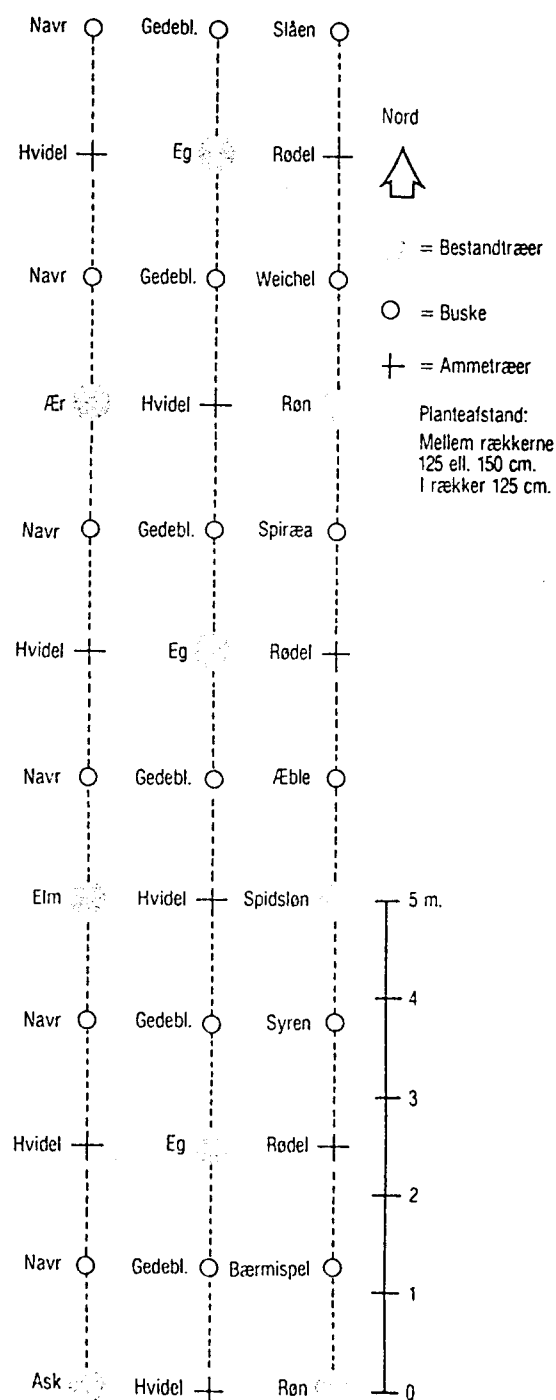 Navr Gedebl. Slåen
Nord
Hvidel Eg Rødel
= Bestandtræer
Navr Gedebl. Weichel
= Buske
= Ammetræer
Ær Hvidel Røn
Planteafstand:
Mellem rækkerne
125 ell. 150 cm.
I rækker 125 cm.
Navr Gedebl. Spiræa
Hvidel Eg Rødel
Navr Gedebl. Æble
Elm Hvidel Spidsløn 5 m.
4
Navr Gedebl. Syren
3
Hvidel Eg Rødel
2
Navr Gedebl. Bærmispel
1
Ask Hvidel Røn 0